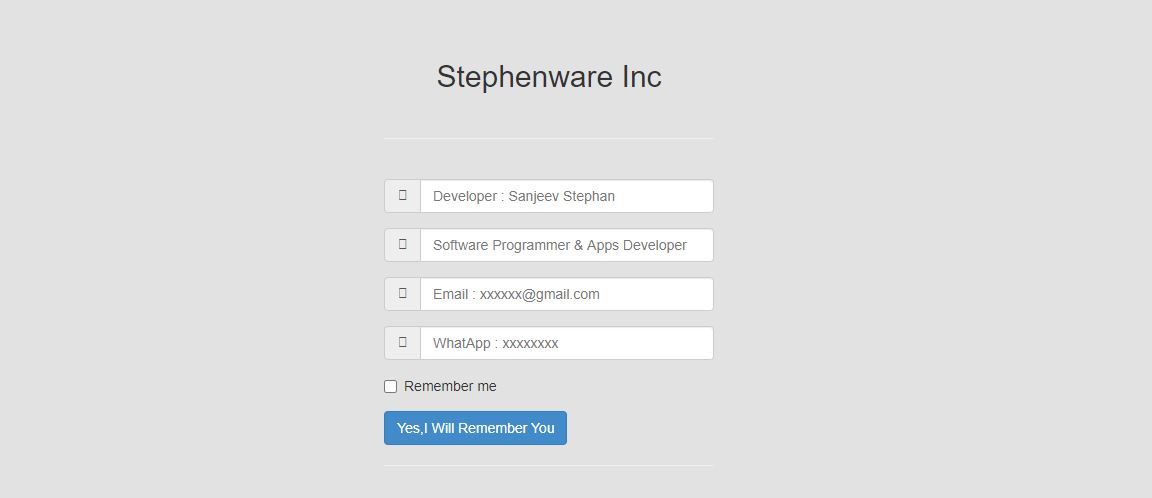 Stephenware Inc
Developer : Sanjeev Stephan
Software Programmer & Apps Developer
Email : xxxxxx@gmail.com
WhatApp : xxxxxxxx
Remember me
Yes,I Will Remember You